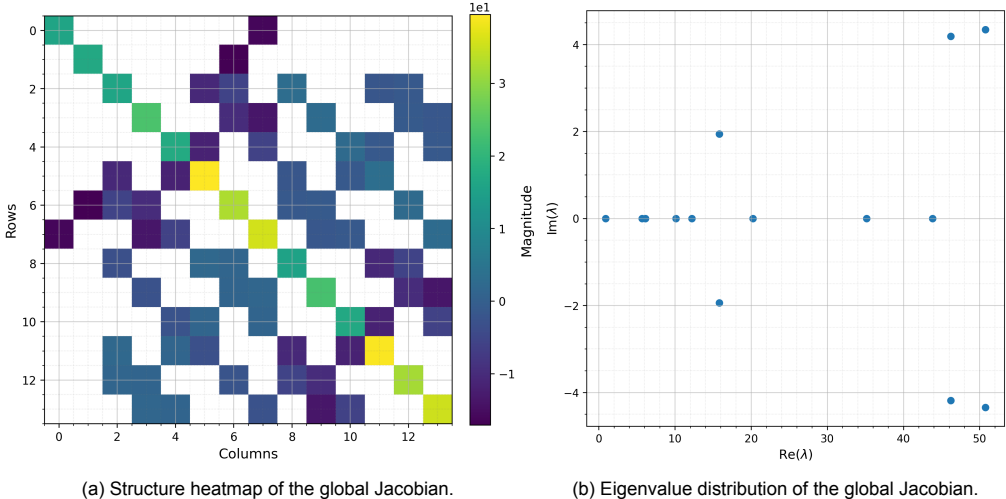 1e1
0
2
4
6
8
10
12
Rows
0 2 4 6 8 10 12
Columns
3
2
1
0
−1
Magnitude
4
2
0
−2
−4
Im(λ)
0 10 20 30 40 50
Re(λ)
(a) Structure heatmap of the global Jacobian.
(b) Eigenvalue distribution of the global Jacobian.